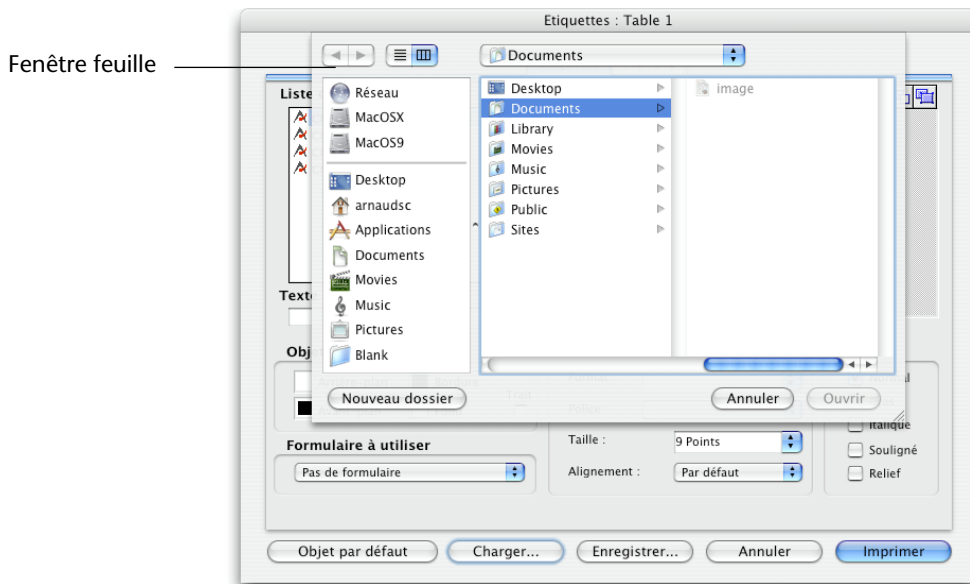 Etiquettes : Table 1
Fenêtre feuille
Documents
Liste
Réseau
MacOSX
MacOS9
Desktop
arnaudsc
Applications
Documents
Movies
Music
Pictures
Blank
Desktop
Documents
Library
Movies
Music
Pictures
Public
Sites
image
Texte
Obj
Nouveau dossier
Annuler
Ouvrir
Italique
Formulaire à utiliser
Taille :
9 Points
Souligné
Pas de formulaire
Alignement :
Par défaut
Relief
Objet par défaut
Charger...
Enregistrer...
Annuler
Imprimer